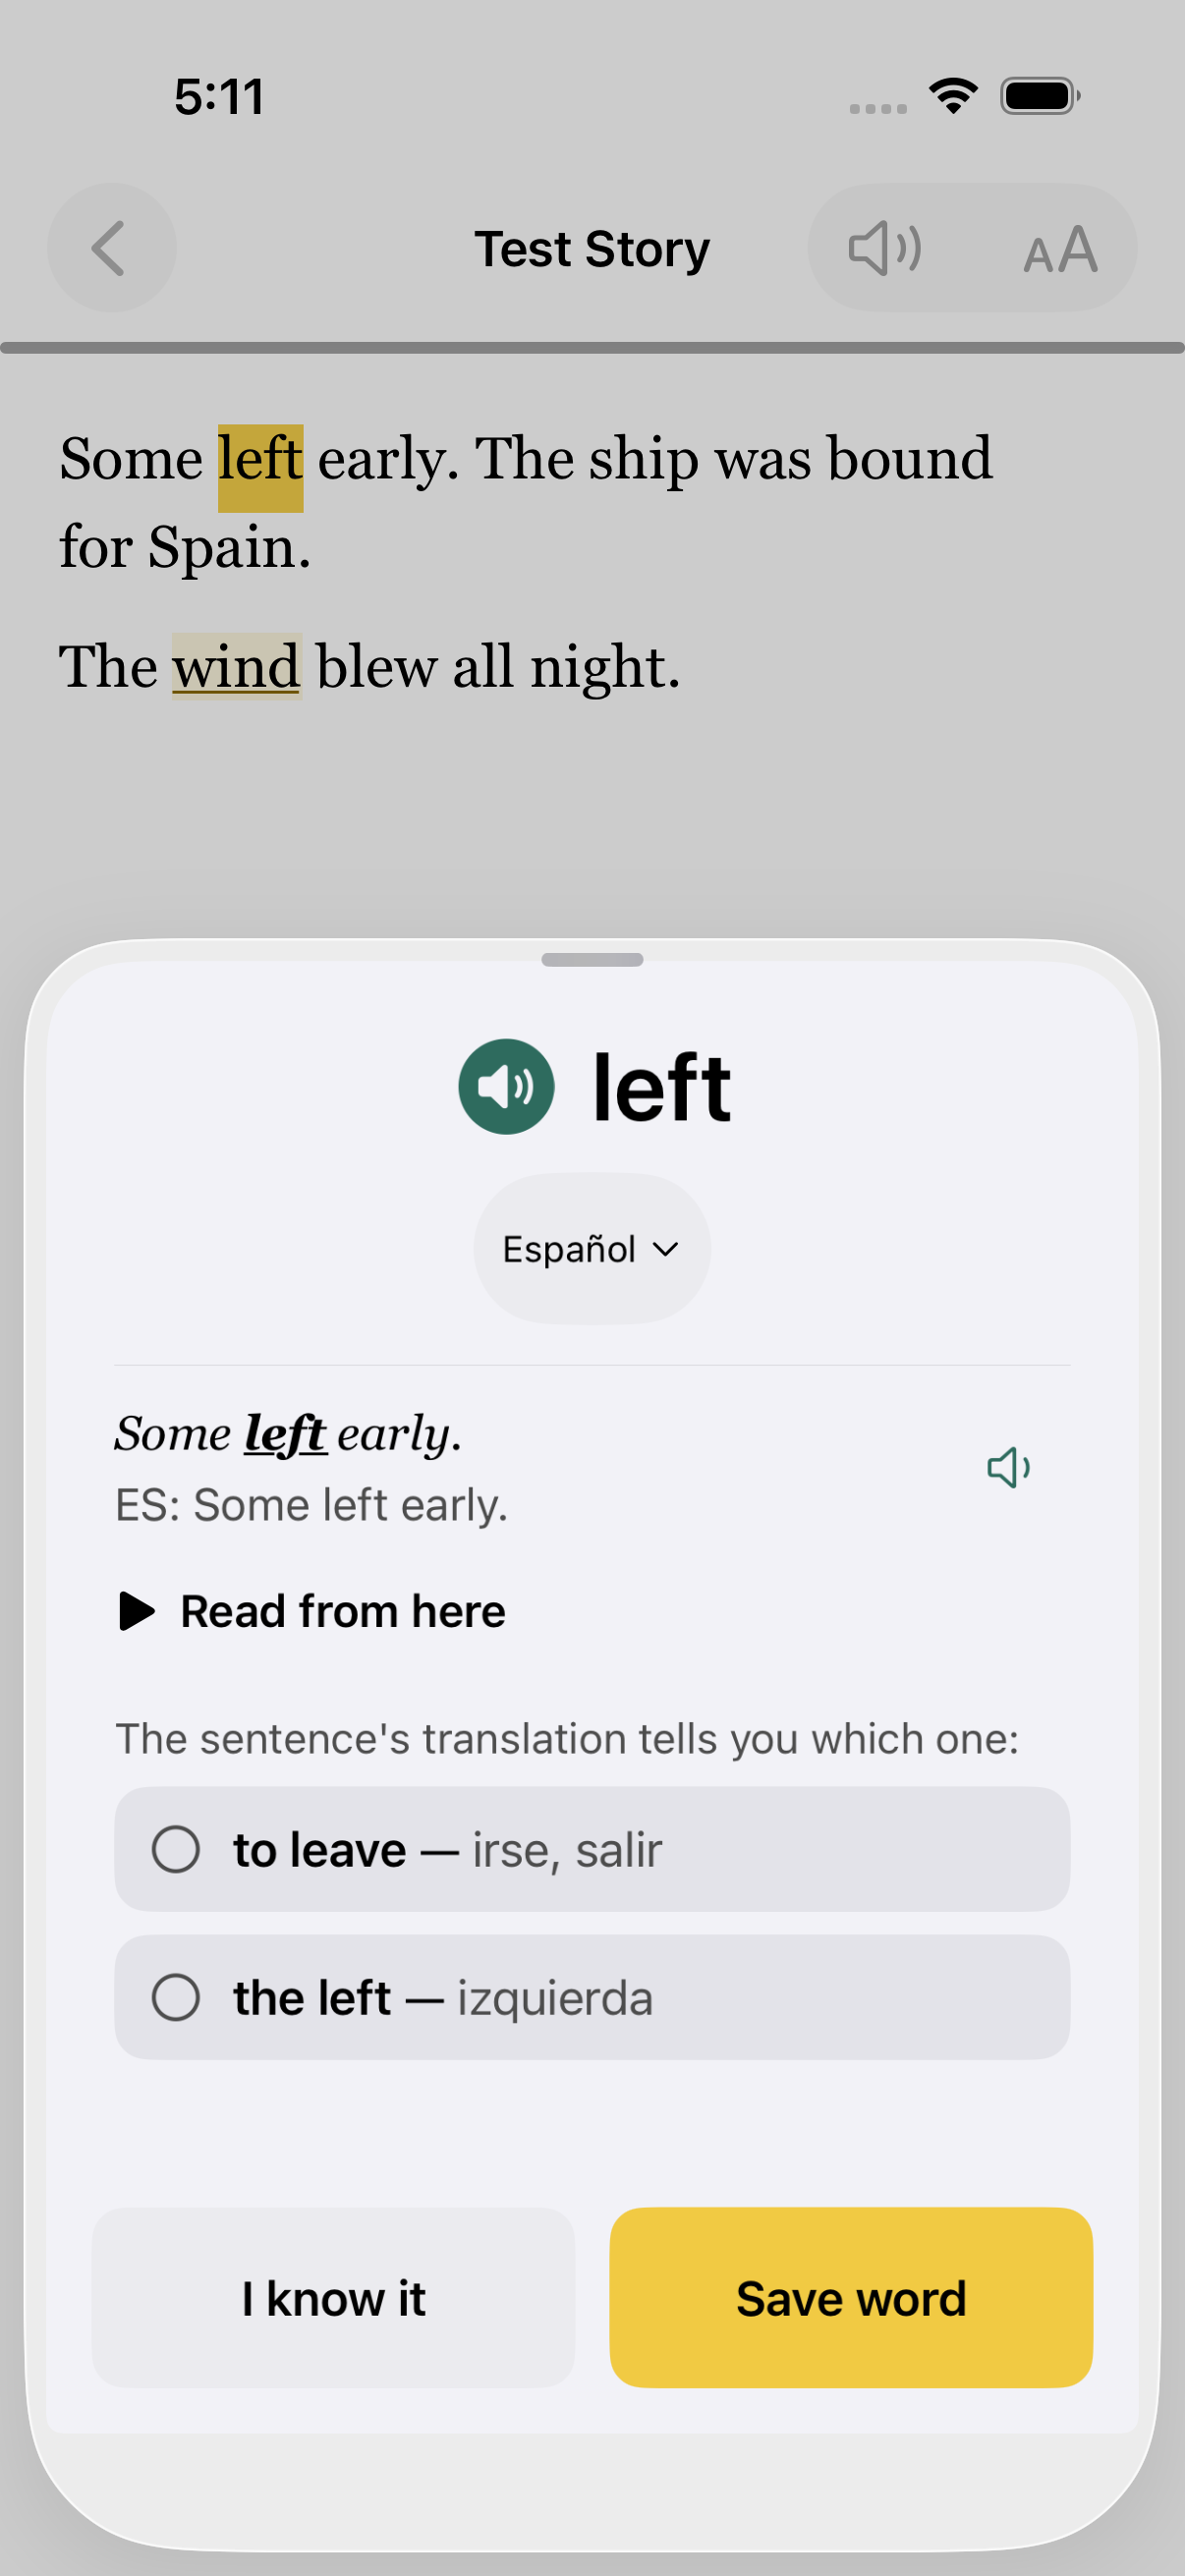 5:11
Test Story
AA
Some left early. The ship was bound
for Spain.
The wind blew all night.
left
Español
Some left early.
ES: Some left early.
Read from here
The sentence's translation tells you which one:
to leave — irse, salir
the left — izquierda
I know it
Save word